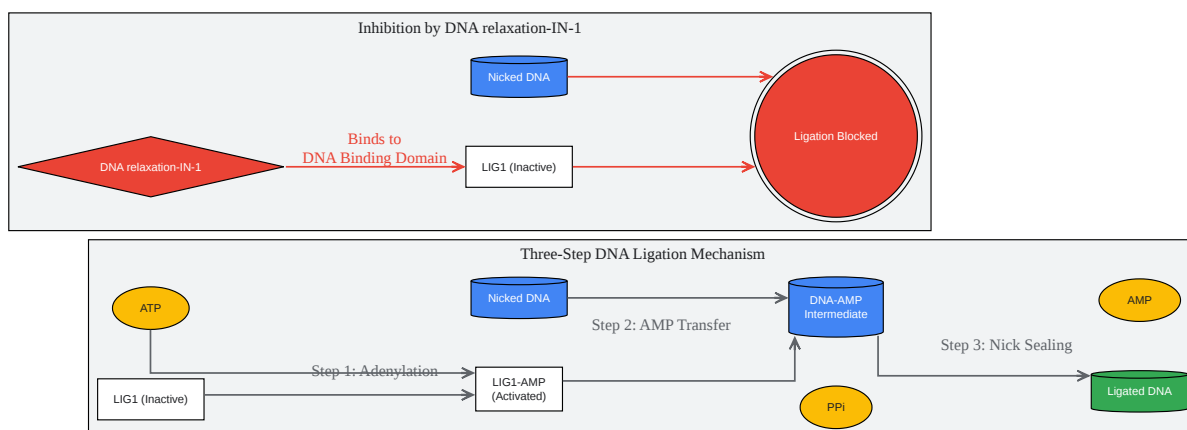 Inhibition by DNA relaxation-IN-1
Nicked DNA
Ligation Blocked
Binds to
DNA Binding Domain
DNA relaxation-IN-1
LIG1 (Inactive)
Three-Step DNA Ligation Mechanism
Nicked DNA
DNA-AMP
Intermediate
ATP
AMP
Step 2: AMP Transfer
Step 3: Nick Sealing
Step 1: Adenylation
LIG1-AMP
(Activated)
Ligated DNA
LIG1 (Inactive)
PPi